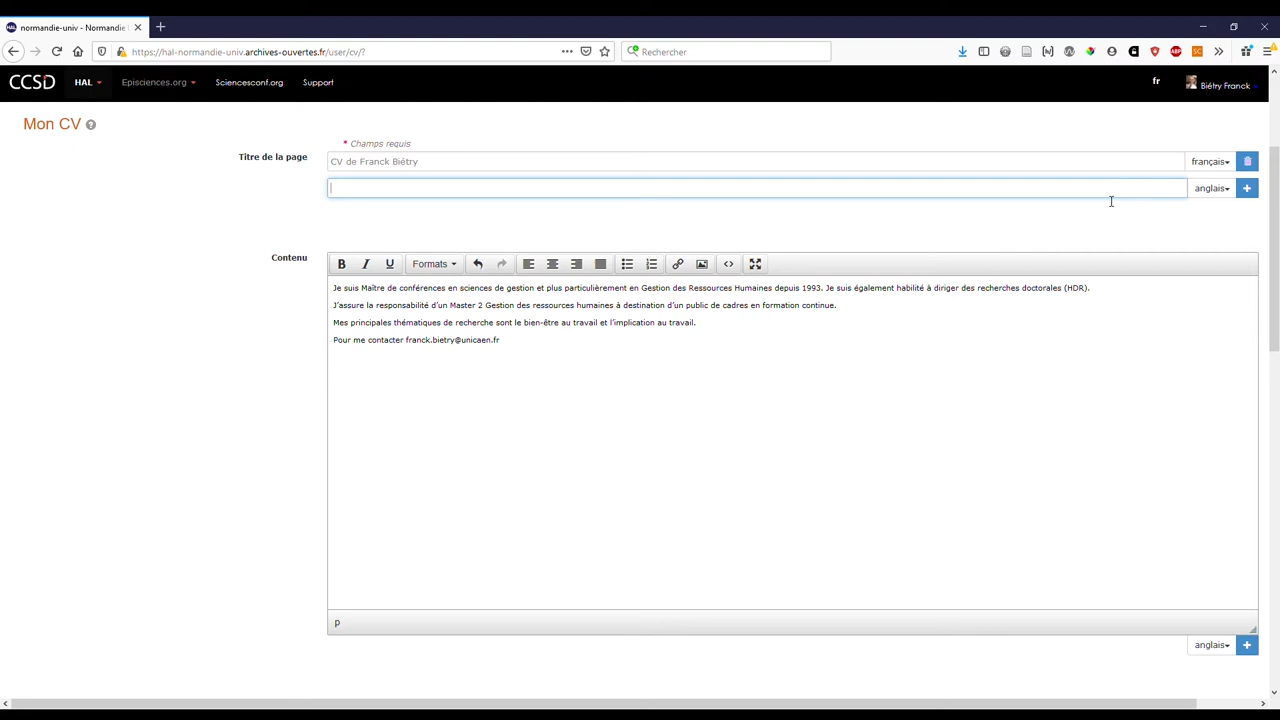 normandie-univ - Normandie
https://hal-normandie-univ.archives-ouvertes.fr/user/cv/?
Rechercher
CCSD
HAL
Episciences.org
Sciencesconf.org
Support
fr
Biétry Franck
Mon CV
* Champs requis
Titre de la page
CV de Franck Biétry
français
anglais
Contenu
Formats
Je suis Maître de conférences en sciences de gestion et plus particulièrement en Gestion des Ressources Humaines depuis 1993. Je suis également habilité à diriger des recherches doctorales (HDR).
J'assure la responsabilité d'un Master 2 Gestion des ressources humaines à destination d'un public de cadres en formation continue.
Mes principales thématiques de recherche sont le bien-être au travail et l'implication au travail.
Pour me contacter franck.bietry@unicaen.fr
p
anglais